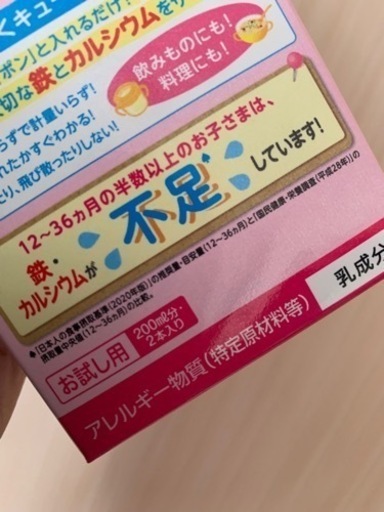 くキュー
ポン」と入れるだけ!
切な鉄とカルシウムをサ
飲みものにも!
料理にも!
らずで計量いらず!
れたかすぐわかる!
り、飛び散ったりしない!
12〜36ヵ月の半数以上のお子さまは、
鉄・
カルシウムが
不足
しています!
◆「日本人の食事摂取基準(2020年版)」の推奨量・目安量(12〜36ヵ月)と「国民健康・栄養調査(平成28年)」の
摂取量中央値(12〜36ヵ月)の比較。
お試し用
200ml分・
2本入り
アレルギー物質(特定原材料等)
乳成分